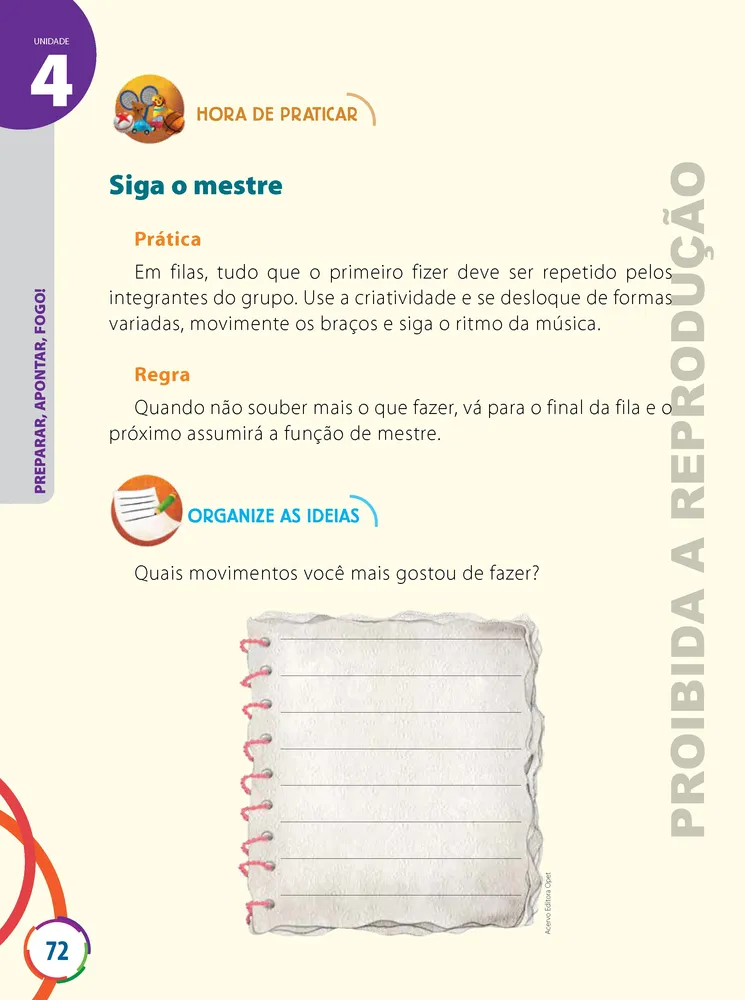 UNIDADE
4
HORA DE PRATICAR
Siga o mestre
Prática
Em filas, tudo que o primeiro fizer deve ser repetido pelos
integrantes do grupo. Use a criatividade e se desloque de formas
variadas, movimente os braços e siga o ritmo da música.
Regra
Quando não souber mais o que fazer, vá para o final da fila e o
próximo assumirá a função de mestre.
ORGANIZE AS IDEIAS
Quais movimentos você mais gostou de fazer?
PREPARAR, APONTAR, FOGO!
PROIBIDA A REPRODUÇÃO
Acervo Editora Opet
72